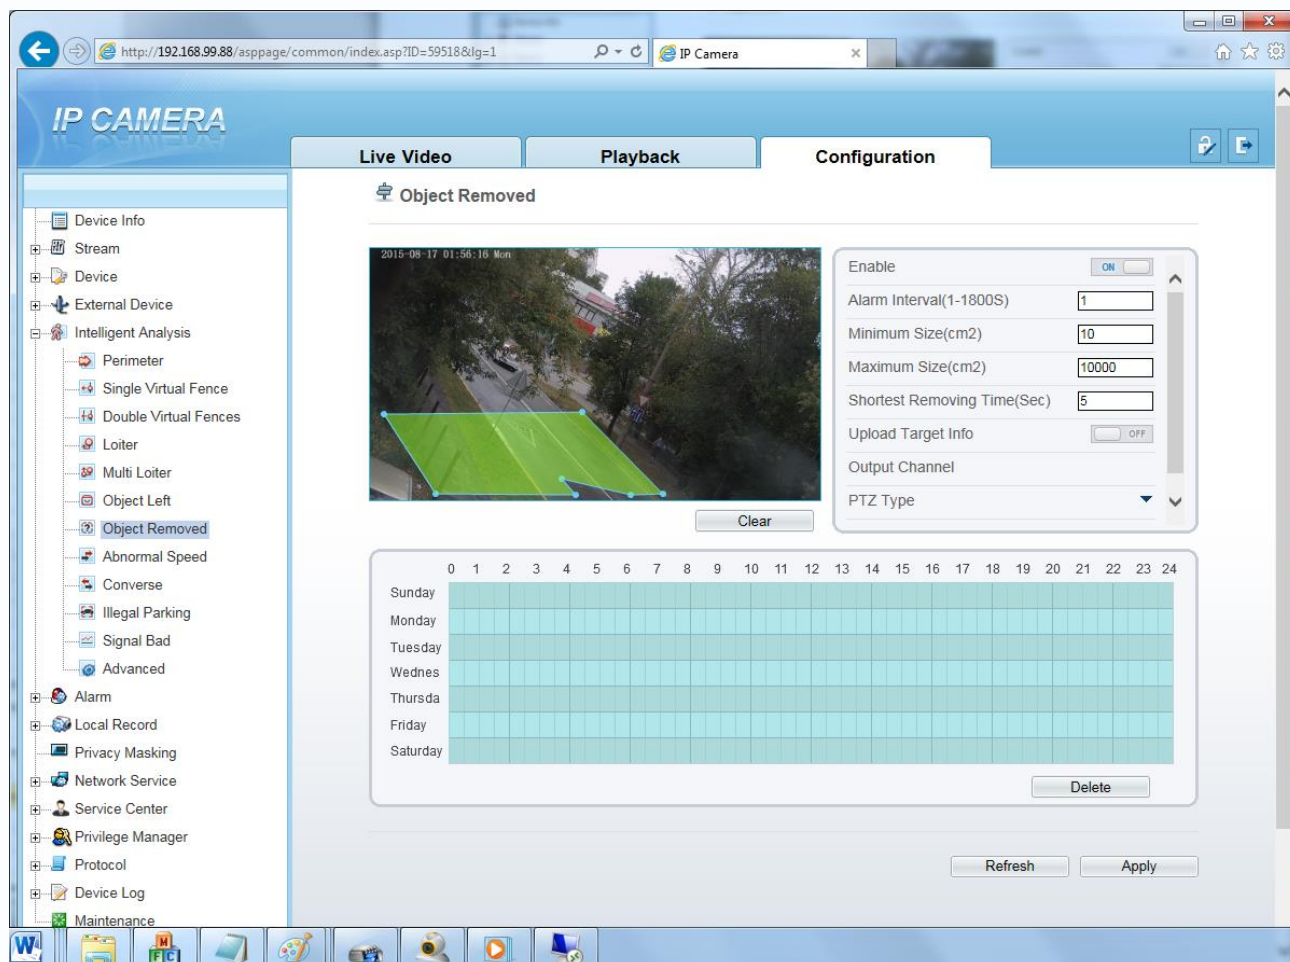 http://192.168.99.88/asppage/common/index.asp?ID=59518&lg=1
IP Camera
IP CAMERA
Live Video
Playback
Configuration
Object Removed
Device Info
Stream
Device
External Device
Intelligent Analysis
Perimeter
Single Virtual Fence
Double Virtual Fences
Loiter
Multi Loiter
Object Left
Object Removed
Abnormal Speed
Converse
Illegal Parking
Signal Bad
Advanced
Alarm
Local Record
Privacy Masking
Network Service
Service Center
Privilege Manager
Protocol
Device Log
Maintenance
2015-08-17 01:56:16 Mon
Clear
Enable ON
Alarm Interval(1-1800S) 1
Minimum Size(cm2) 10
Maximum Size(cm2) 10000
Shortest Removing Time(Sec) 5
Upload Target Info OFF
Output Channel
PTZ Type
0 1 2 3 4 5 6 7 8 9 10 11 12 13 14 15 16 17 18 19 20 21 22 23 24
Sunday
Monday
Tuesday
Wednes
Thursda
Friday
Saturday
Delete
Refresh
Apply
W
M
F C